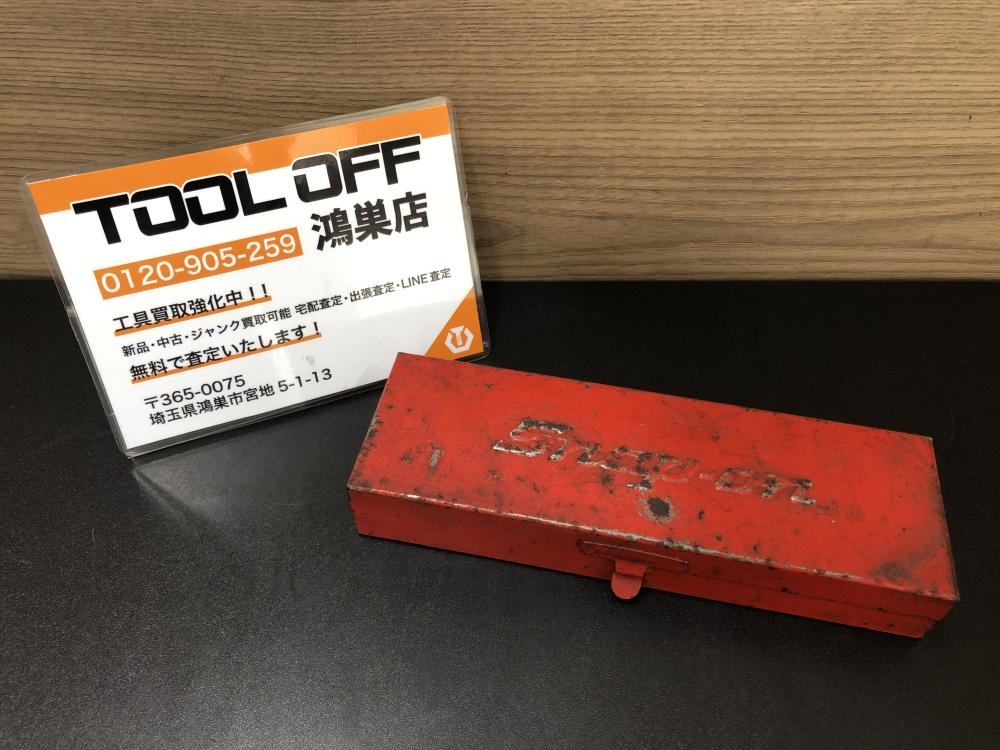 TOOL OFF
鴻巣店
0120-905-259
工具買取強化中！！
新品・中古・ジャンク買取可能 宅配査定・出張査定・LINE査定
無料で査定いたします！
〒365-0075
埼玉県鴻巣市宮地 5-1-13
Snap-on